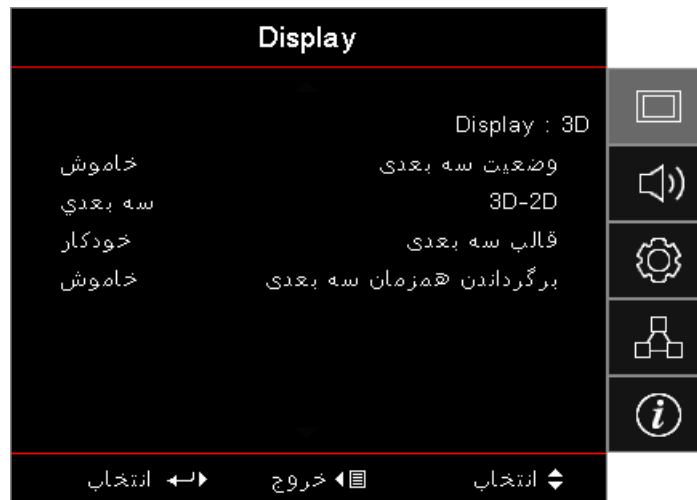 Display
Display : 3D
وضعیت سه بعدی خاموش
3D-2D سه بعدي
قالب سه بعدی خودکار
برگرداندن همزمان سه بعدی خاموش
انتخاب خروج انتخاب